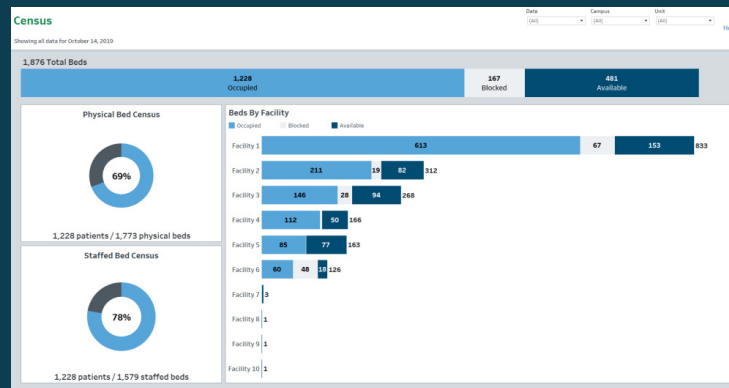 Census
Date
Campus
Unit
(All)
(All)
(All)
Showing all data for October 14, 2019
1,876 Total Beds
1,228
Occupied
167
Blocked
481
Available
Physical Bed Census
69%
1,228 patients / 1,773 physical beds
Staffed Bed Census
78%
1,228 patients / 1,579 staffed beds
Beds By Facility
Occupied
Blocked
Available
Facility 1 613 67 153 833
Facility 2 211 19 82 312
Facility 3 146 28 94 268
Facility 4 112 50 166
Facility 5 85 77 163
Facility 6 60 48 18 126
Facility 7 3
Facility 8 1
Facility 9 1
Facility 10 1